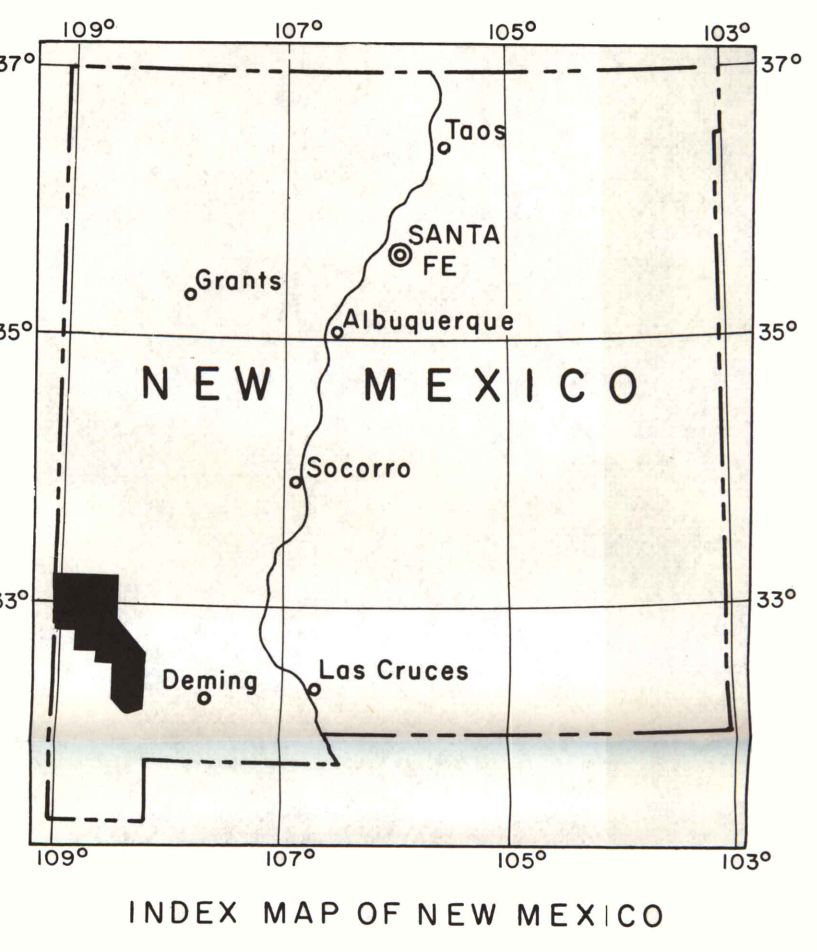 109° 107° 105° 103°
37° 37°
Taos
SANTA
FE
Grants
Albuquerque
35° 35°
NEW MEXICO
Socorro
33° 33°
Las Cruces
Deming
109° 107° 105° 103°
INDEX MAP OF NEW MEXICO